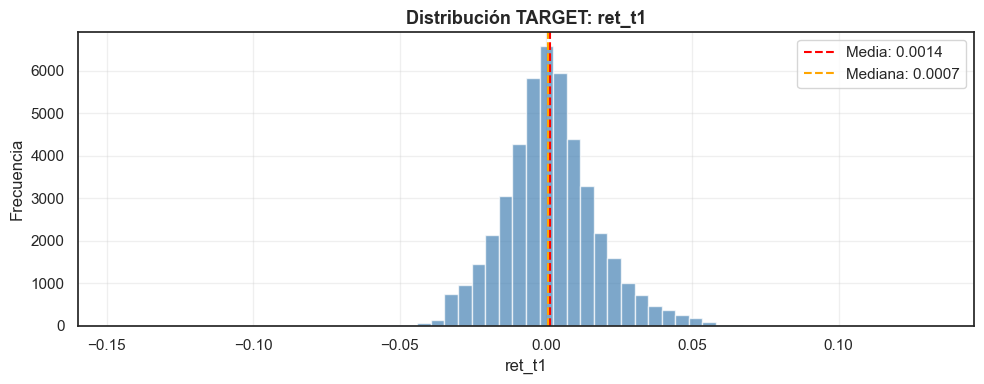 Distribución TARGET: ret_t1
Media: 0.0014
Mediana: 0.0007
Frecuencia
6000
5000
4000
3000
2000
1000
0
−0.15
−0.10
−0.05
0.00
0.05
0.10
ret_t1